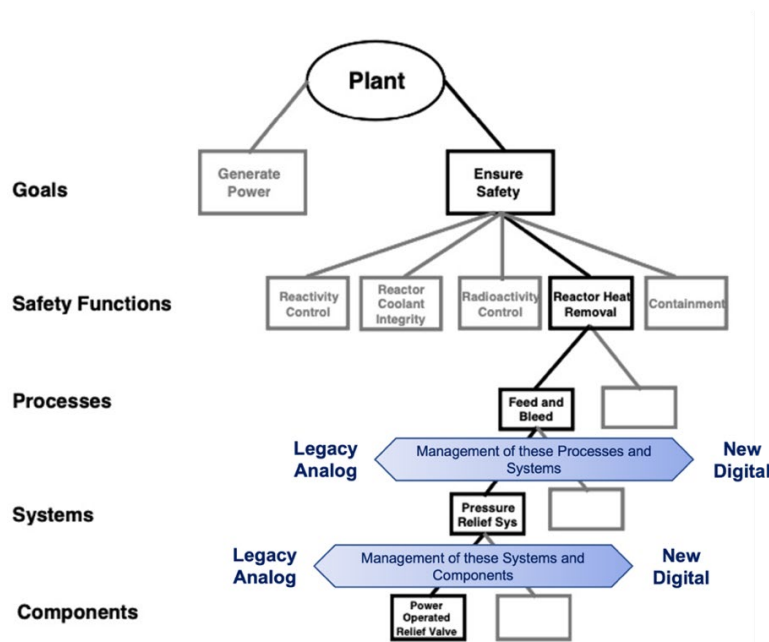 Plant
Goals
Generate
Power
Ensure
Safety
Safety Functions
Reactivity
Control
Reactor
Coolant
Integrity
Radioactivity
Control
Reactor Heat
Removal
Containment
Processes
Feed and
Bleed
Legacy
Analog
Management of these Processes and
Systems
New
Digital
Systems
Pressure
Relief Sys
Legacy
Analog
Management of these Systems and
Components
New
Digital
Components
Power
Operated
Relief Valve